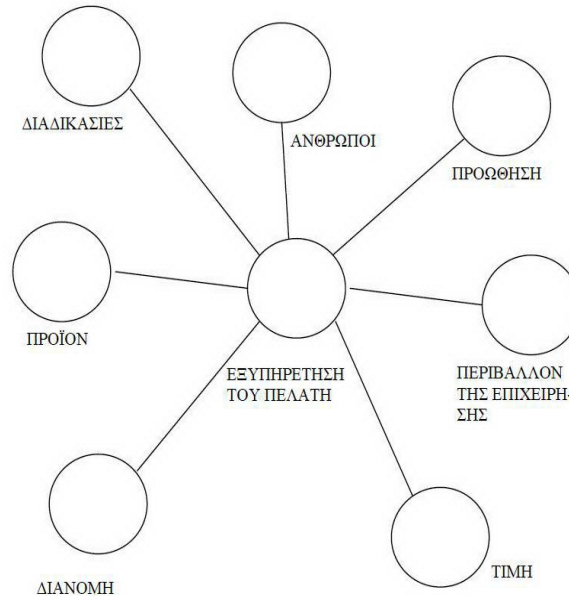 ΔΙΑΔΙΚΑΣΙΕΣ
ΑΝΘΡΩΠΟΙ
ΠΡΟΩΘΗΣΗ
ΠΡΟΪΟΝ
ΕΞΥΠΗΡΕΤΗΣΗ
ΤΟΥ ΠΕΛΑΤΗ
ΠΕΡΙΒΑΛΛΟΝ
ΤΗΣ ΕΠΙΧΕΙΡΗ-
ΣΗΣ
ΔΙΑΝΟΜΗ
ΤΙΜΗ